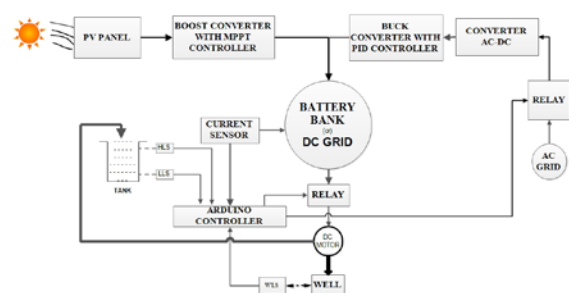 PV PANEL
BOOST CONVERTER
WITH MPPT
CONTROLLER
BUCK
CONVERTER WITH
PID CONTROLLER
CONVERTER
AC-DC
RELAY
AC
GRID
BATTERY
BANK
(or)
DC GRID
CURRENT
SENSOR
HLS
LLS
TANK
RELAY
ARDUINO
CONTROLLER
DC
MOTOR
WLS
WELL